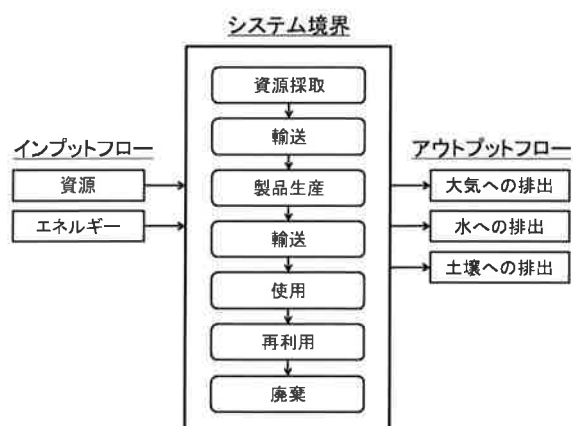 システム境界
資源採取
輸送
製品生産
輸送
使用
再利用
廃棄
インプットフロー
資源
エネルギー
アウトプットフロー
大気への排出
水への排出
土壌への排出